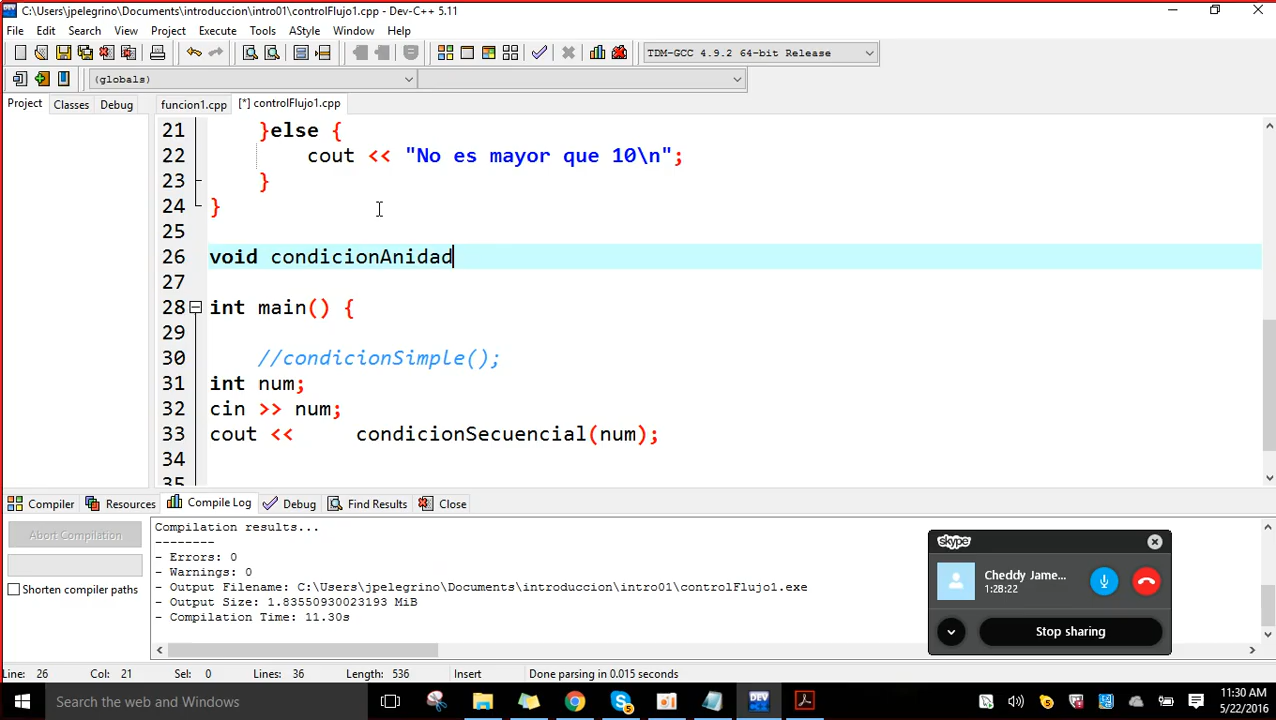 C:\Users\jpelegrino\Documents\introduccion\intro01\controlFlujo1.cpp - Dev-C++ 5.11
File Edit Search View Project Execute Tools AStyle Window Help
TDM-GCC 4.9.2 64-bit Release
(globals)
Project Classes Debug funcion1.cpp [*] controlFlujo1.cpp
21 }else {
22 cout << "No es mayor que 10\n";
23 }
24 }
25
26 void condicionAnidad
27
28 int main() {
29
30 //condicionSimple();
31 int num;
32 cin >> num;
33 cout << condicionSecuencial(num);
34
35
Compiler Resources Compile Log Debug Find Results Close
Abort Compilation
Shorten compiler paths
Compilation results...
--------
- Errors: 0
- Warnings: 0
- Output Filename: C:\Users\jpelegrino\Documents\introduccion\intro01\controlFlujo1.exe
- Output Size: 1.83550930023193 MiB
- Compilation Time: 11.30s
skype
Cheddy Jame...
1:28:22
Stop sharing
Line: 26 Col: 21 Sel: 0 Lines: 36 Length: 536 Insert Done parsing in 0.015 seconds
Search the web and Windows
DEV
11:30 AM
5/22/2016